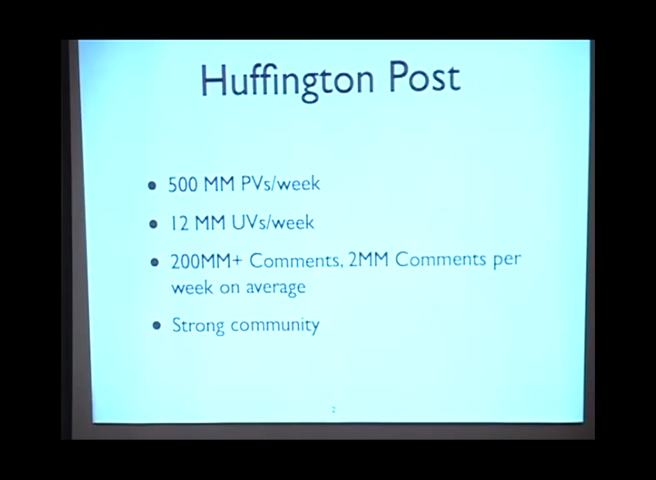 Huffington Post
• 500 MM PVs/week
• 12 MM UVs/week
• 200MM+ Comments, 2MM Comments per
week on average
• Strong community
2